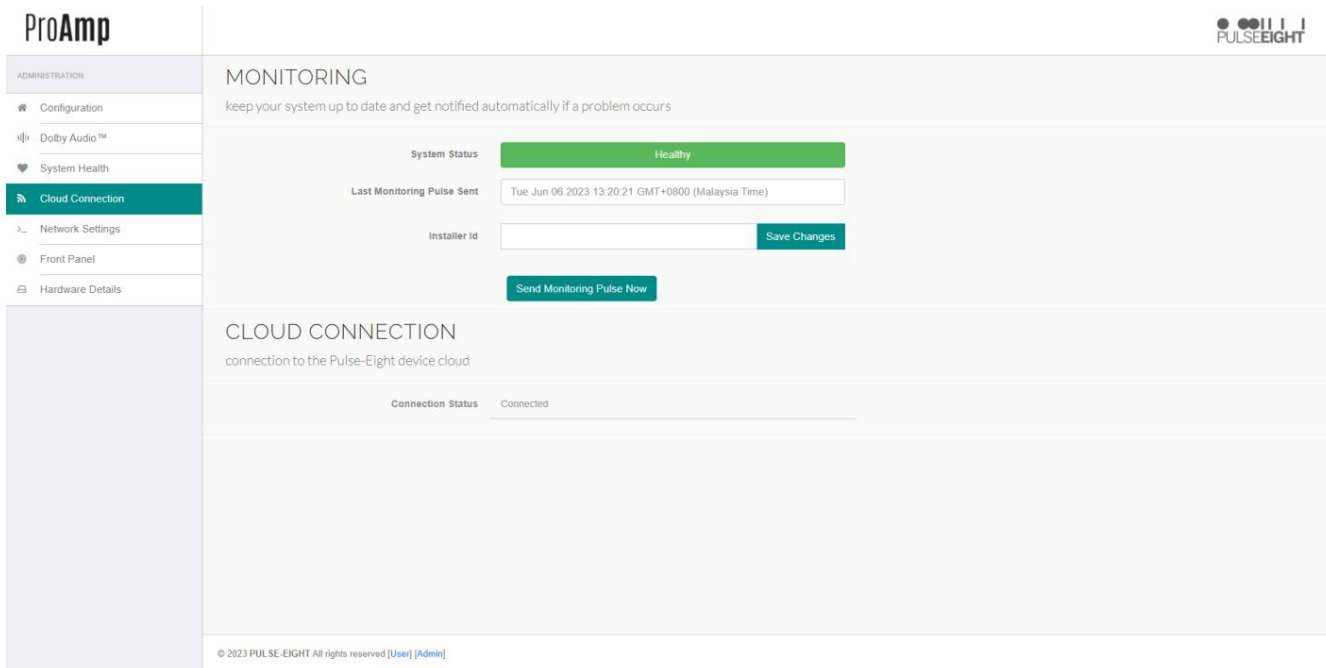 ProAmp
PULSEEIGHT
ADMINISTRATION
Configuration
Dolby Audio™
System Health
Cloud Connection
Network Settings
Front Panel
Hardware Details
MONITORING
keep your system up to date and get notified automatically if a problem occurs
System Status Healthy
Last Monitoring Pulse Sent Tue Jun 06 2023 13:20:21 GMT+0800 (Malaysia Time)
Installer Id Save Changes
Send Monitoring Pulse Now
CLOUD CONNECTION
connection to the Pulse-Eight device cloud
Connection Status Connected
© 2023 PULSE-EIGHT All rights reserved [User] [Admin]